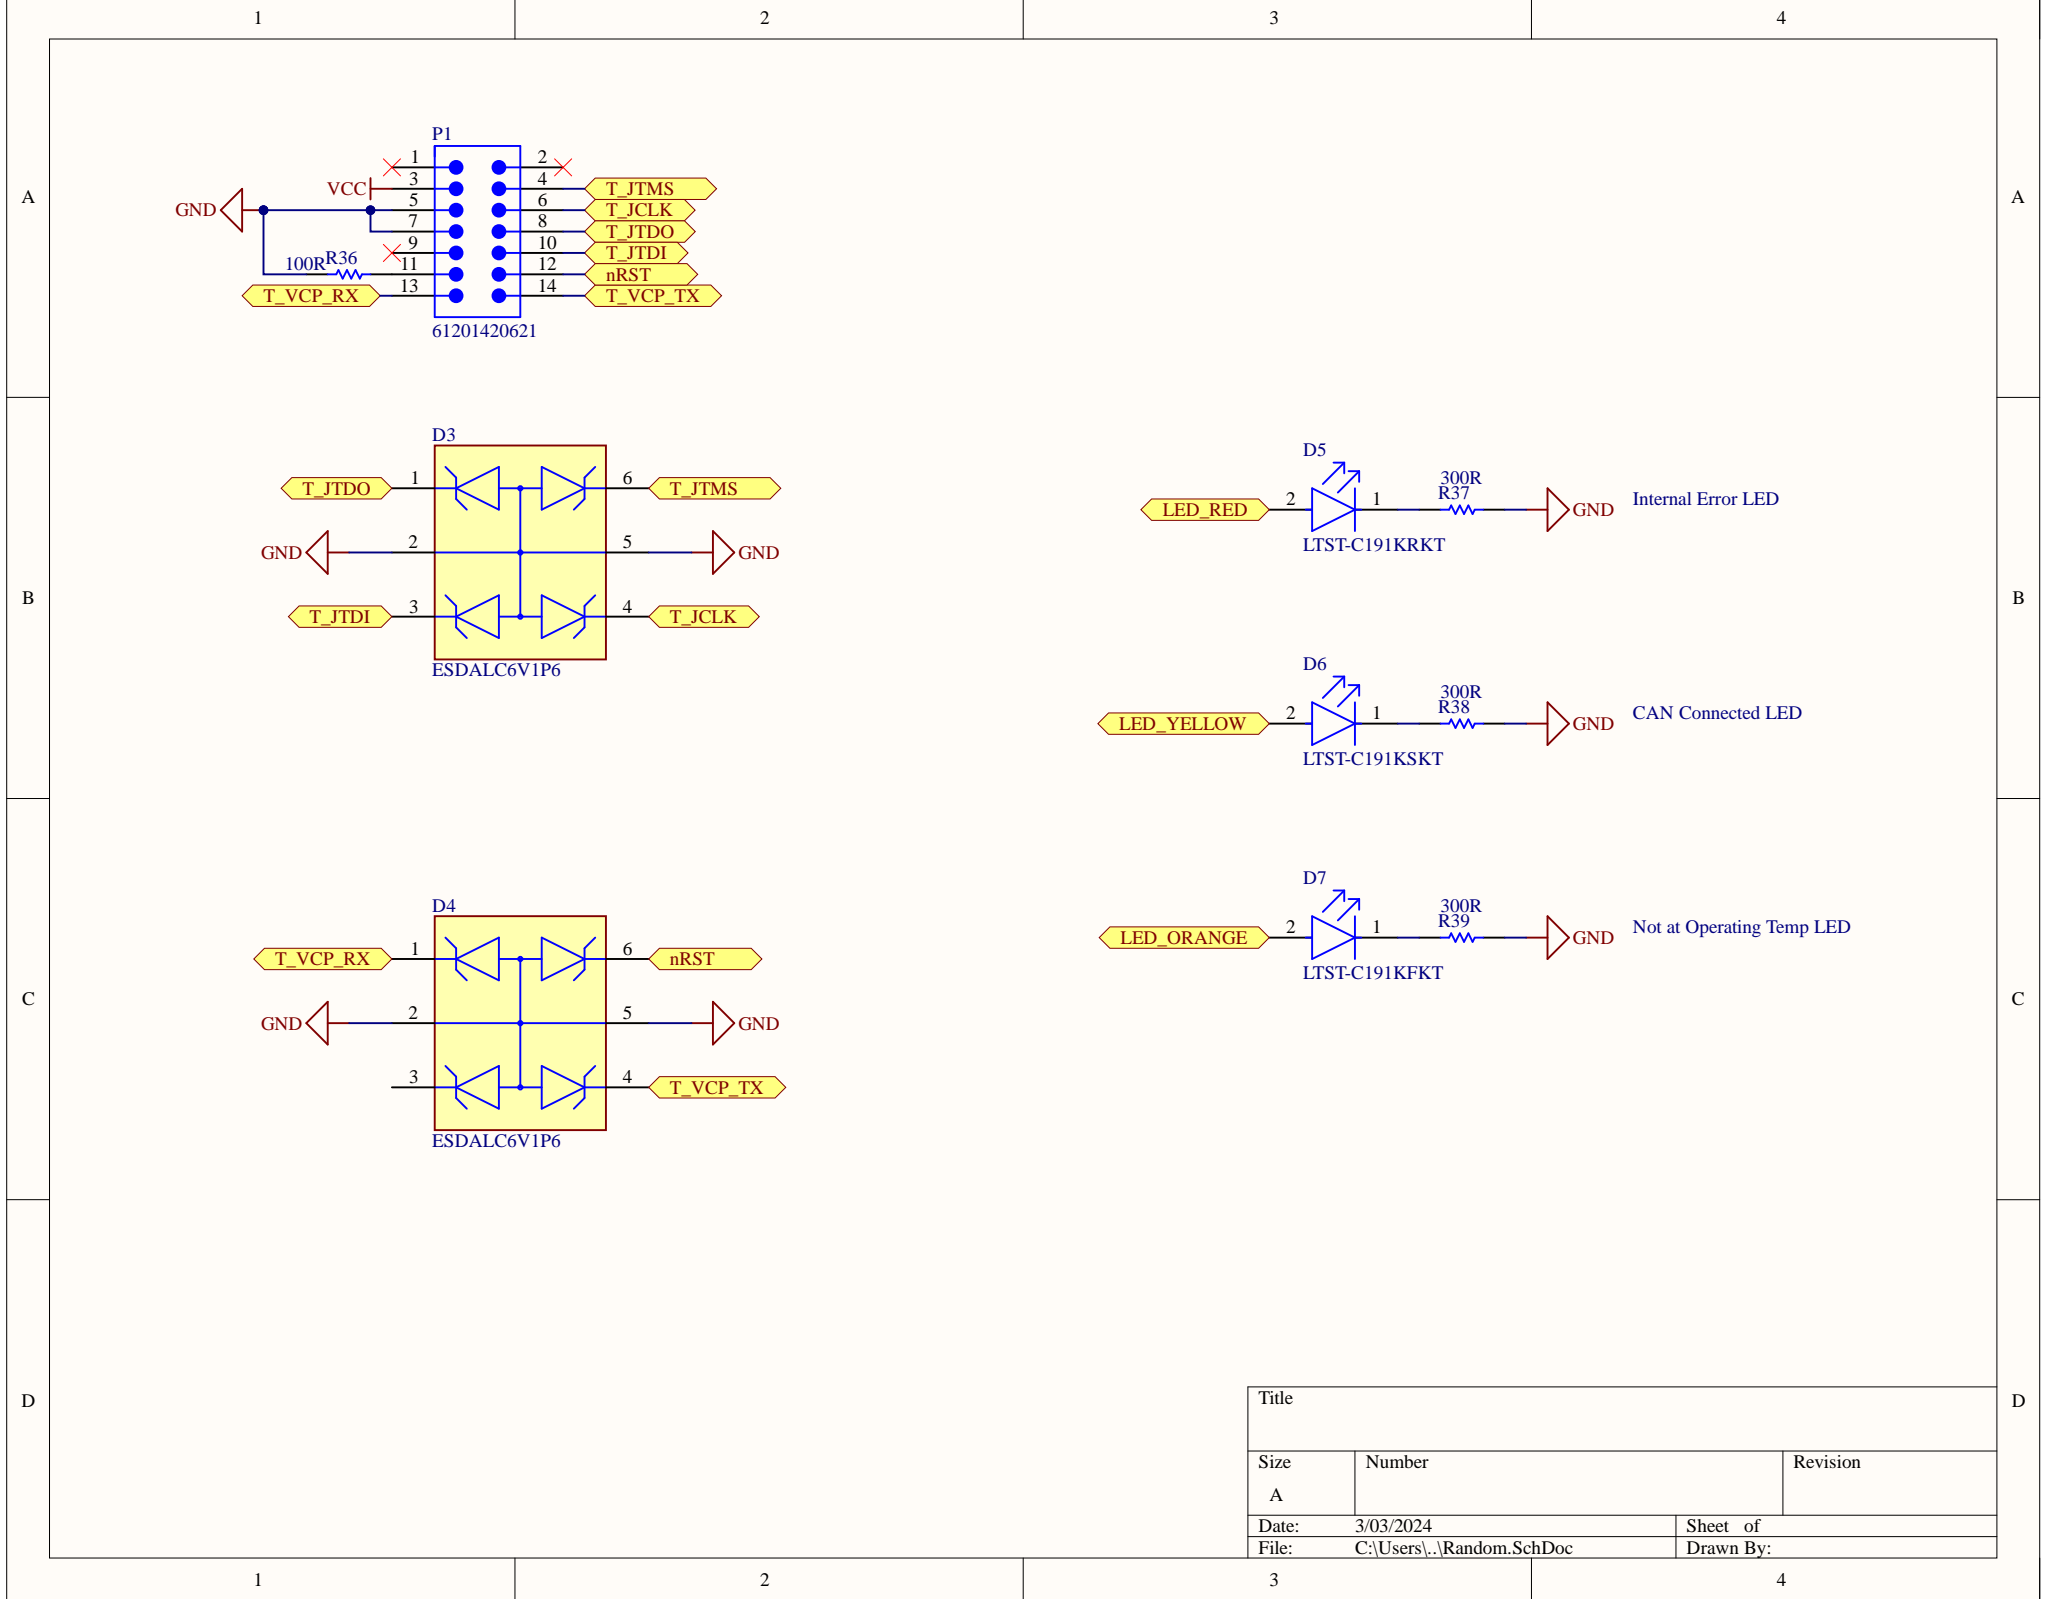 1 2 3 4
A A
P1
1 2
VCC 3 4 T_JTMS
GND 5 6 T_JCLK
7 8 T_JTDO
9 10 T_JTDI
100R R36 11 12 nRST
T_VCP_RX 13 14 T_VCP_TX
61201420621
D3
T_JTDO 1 6 T_JTMS
GND 2 5 GND
T_JTDI 3 4 T_JCLK
ESDALC6V1P6
B B
D5
300R
R37
LED_RED 2 1 GND
Internal Error LED
LTST-C191KRKT
D6
300R
R38
LED_YELLOW 2 1 GND
CAN Connected LED
LTST-C191KSKT
D4
T_VCP_RX 1 6 nRST
GND 2 5 GND
3 4 T_VCP_TX
ESDALC6V1P6
C C
D7
300R
R39
LED_ORANGE 2 1 GND
Not at Operating Temp LED
LTST-C191KFKT
D D
Title
Size Number Revision
A
Date: 3/03/2024 Sheet of
File: C:\Users\..\Random.SchDoc Drawn By:
1 2 3 4